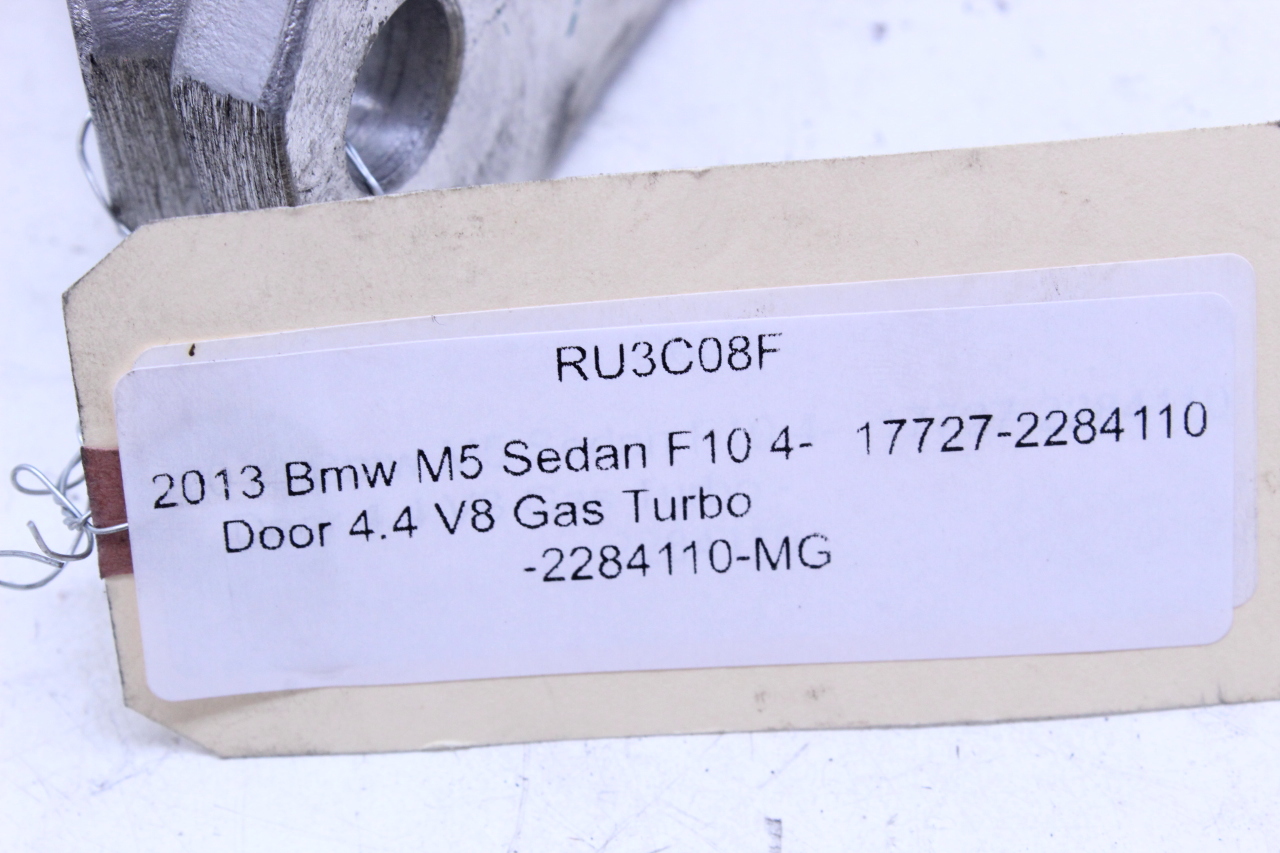 RU3C08F
2013 Bmw M5 Sedan F10 4- 17727-2284110
Door 4.4 V8 Gas Turbo
-2284110-MG